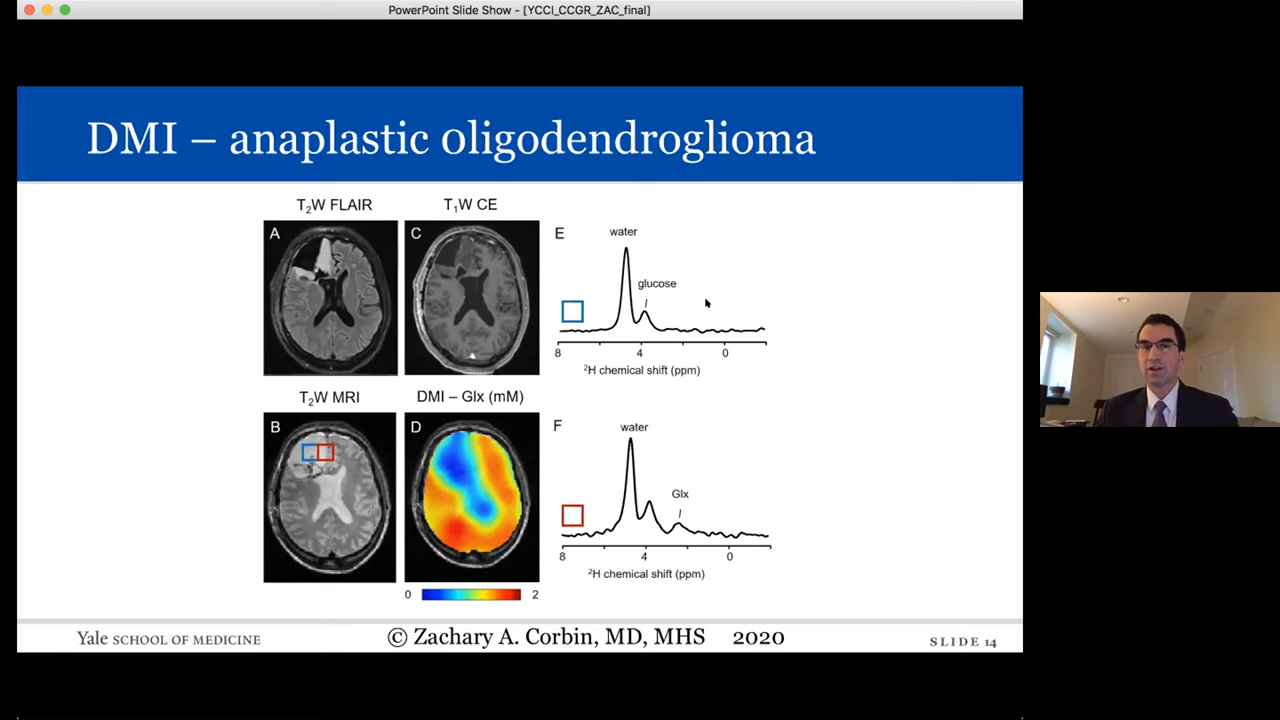 PowerPoint Slide Show - [YCCI_CCGR_ZAC_final]
DMI – anaplastic oligodendroglioma
T₂W FLAIR
T₁W CE
A
C
E
water
glucose
8
4
0
²H chemical shift (ppm)
T₂W MRI
DMI – Glx (mM)
B
D
F
water
Glx
8
4
0
²H chemical shift (ppm)
0
2
Yale SCHOOL OF MEDICINE
© Zachary A. Corbin, MD, MHS 2020
SLIDE 14